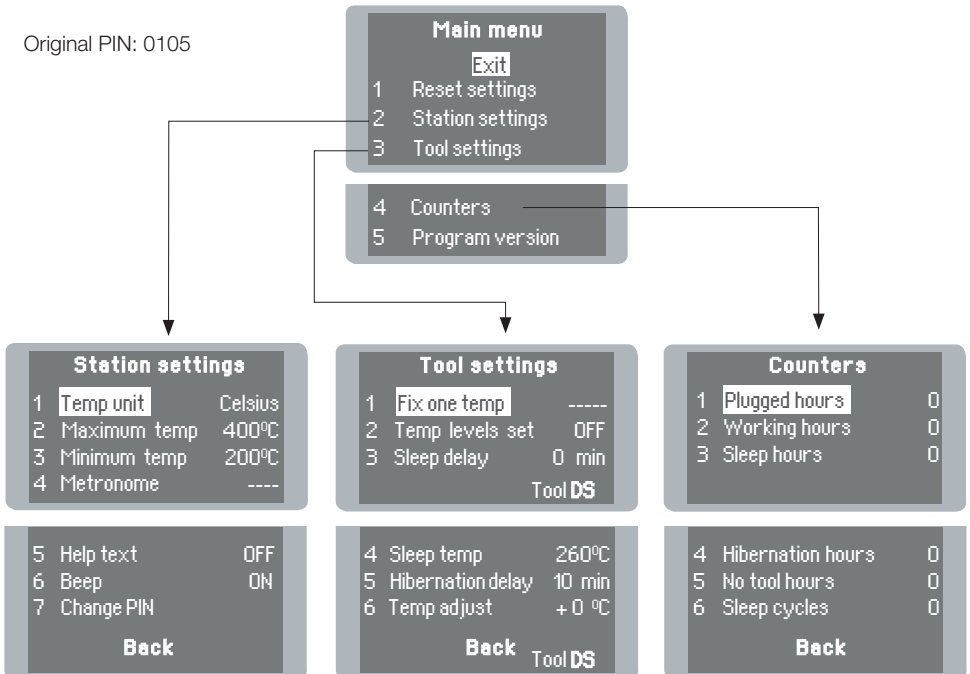 Original PIN: 0105
Main menu
Exit
1 Reset settings
2 Station settings
3 Tool settings
4 Counters
5 Program version
Station settings
1 Temp unit Celsius
2 Maximum temp 400ºC
3 Minimum temp 200ºC
4 Metronome ----
5 Help text OFF
6 Beep ON
7 Change PIN
Back
Tool settings
1 Fix one temp -----
2 Temp levels set OFF
3 Sleep delay 0 min
Tool DS
4 Sleep temp 260ºC
5 Hibernation delay 10 min
6 Temp adjust +0 ºC
Back
Tool DS
Counters
1 Plugged hours 0
2 Working hours 0
3 Sleep hours 0
4 Hibernation hours 0
5 No tool hours 0
6 Sleep cycles 0
Back